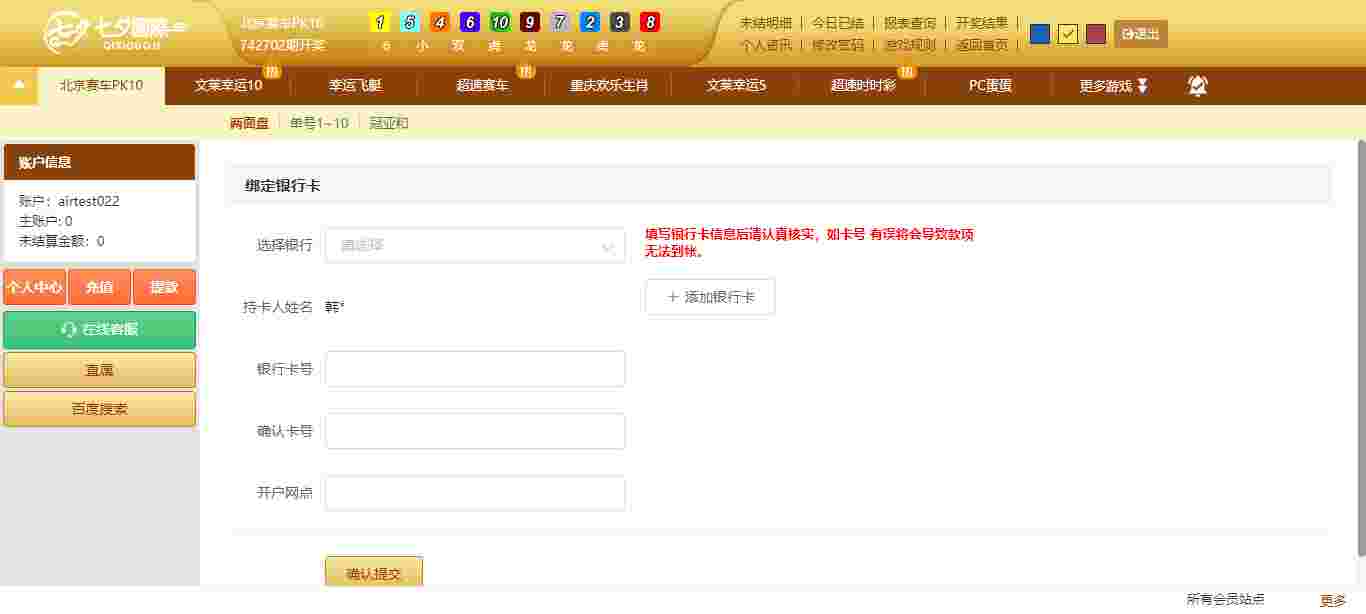 七夕国際
QIXIGUOJI
北京赛车PK10
742702期开奖
1 5 4 6 10 9 7 2 3 8
6 小 双 虎 龙 龙 虎 龙
未结明细 今日已结 报表查询 开奖结果
个人资讯 修改密码 游戏规则 返回首页
退出
北京赛车PK10 文莱幸运10 热 幸运飞艇 超速赛车 热 重庆欢乐生肖 文莱幸运5 超速时时彩 热 PC蛋蛋 更多游戏
两面盘 单号1~10 冠亚和
账户信息
账户：airtest022
主账户: 0
未结算金额：0
个人中心 充值 提款
在线客服
直属
百度搜索
绑定银行卡
选择银行 请选择
填写银行卡信息后请认真核实，如卡号 有误将会导致款项
无法到帐。
持卡人姓名 韩*
+ 添加银行卡
银行卡号
确认卡号
开户网点
确认提交
所有会员站点 更多